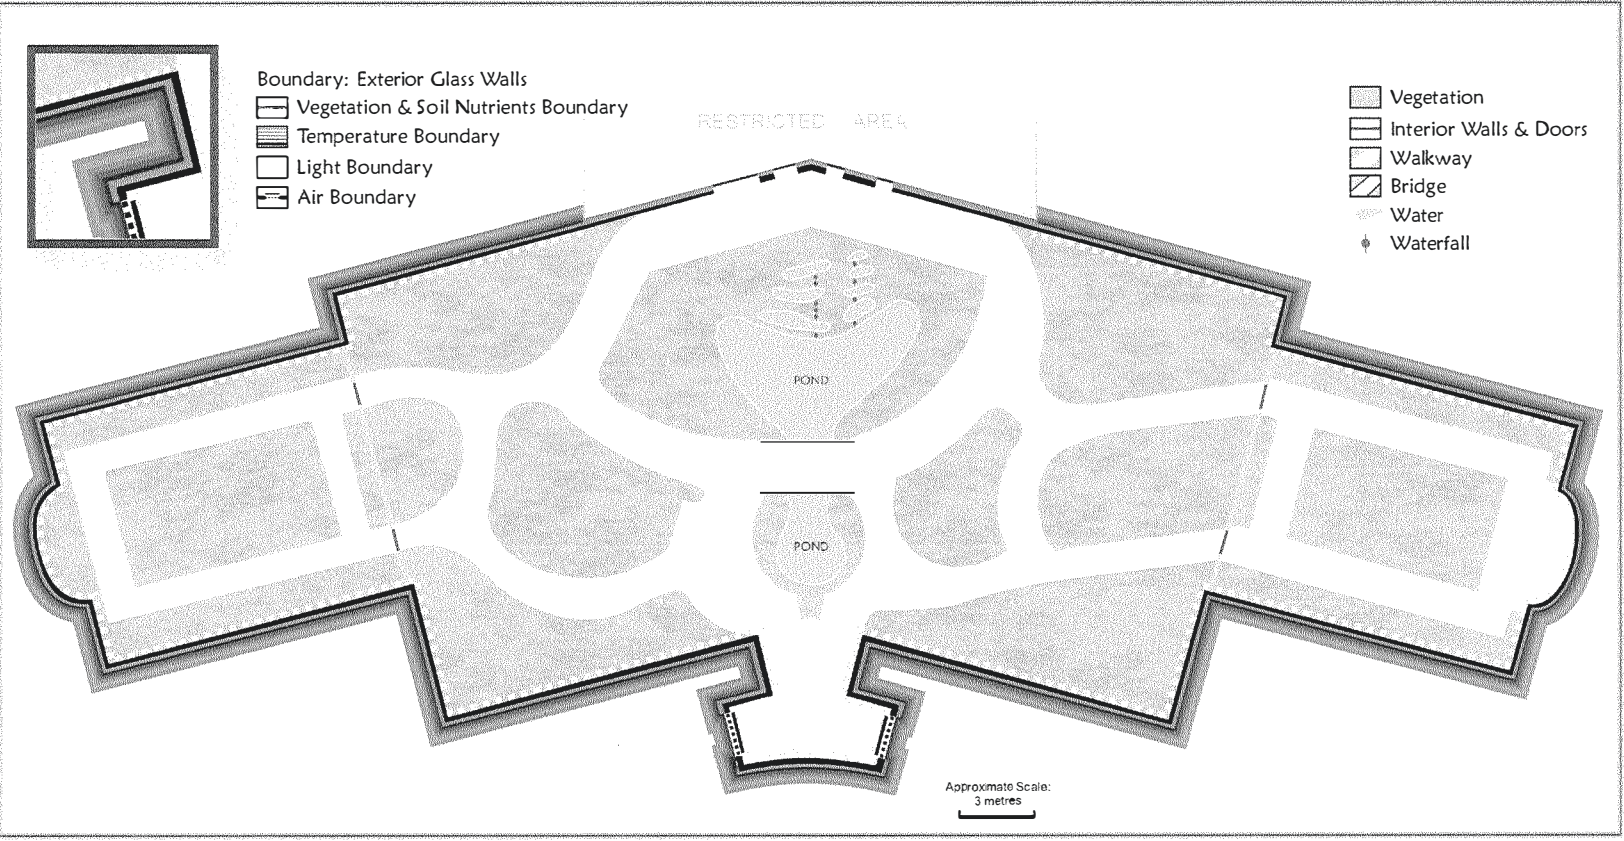 Boundary: Exterior Glass Walls
Vegetation & Soil Nutrients Boundary
Temperature Boundary
Light Boundary
Air Boundary
RESTRICTED AREA
Vegetation
Interior Walls & Doors
Walkway
Bridge
Water
Waterfall
POND
POND
Approximate Scale:
3 metres